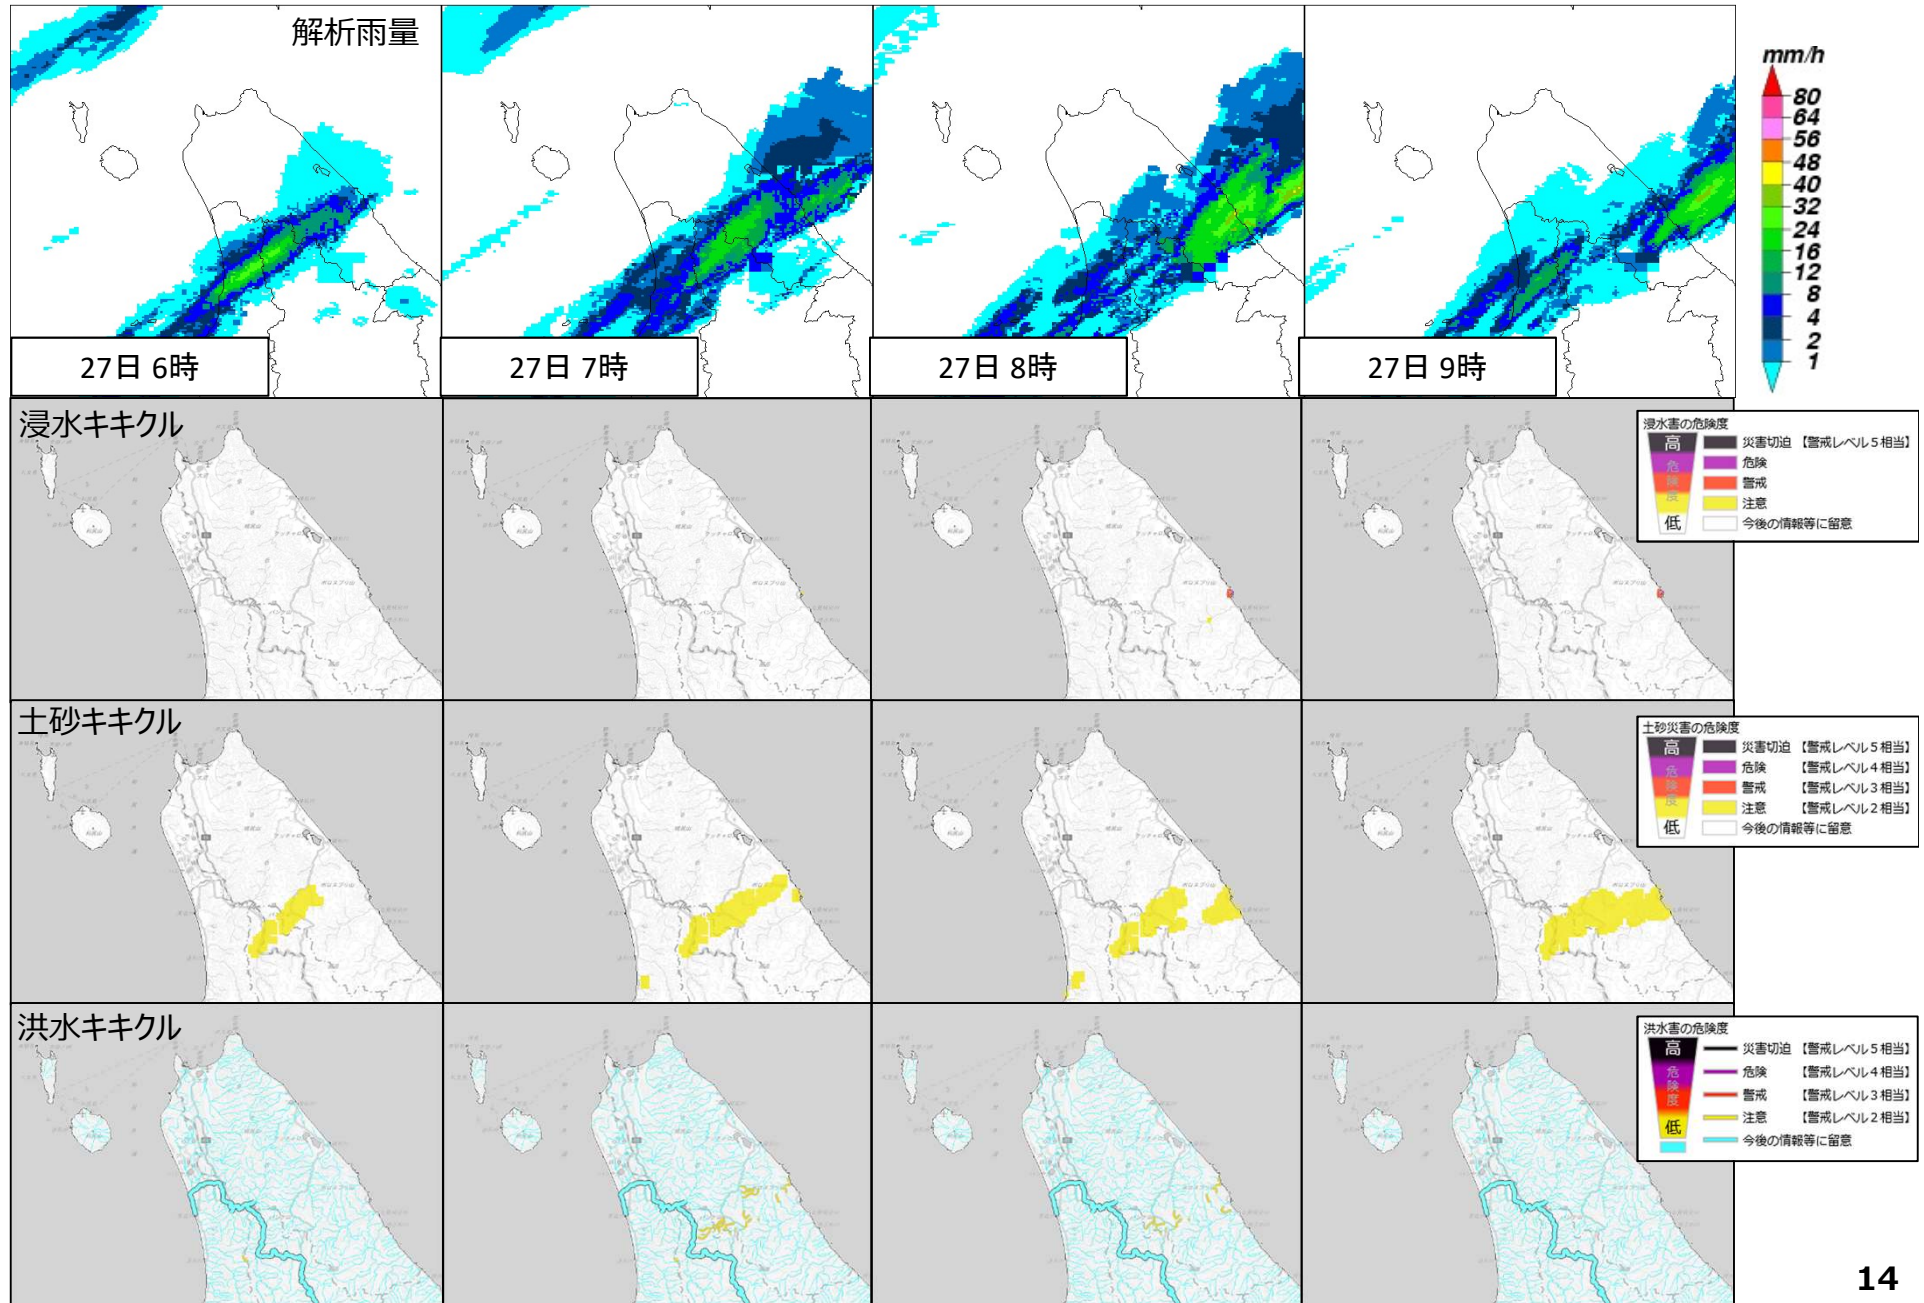 解析雨量
27日 6時
27日 7時
27日 8時
27日 9時
mm/h
80
64
56
48
40
32
24
16
12
8
4
2
1
浸水キキクル
浸水害の危険度
高
危険度
低
災害切迫 【警戒レベル5相当】
危険
警戒
注意
今後の情報等に留意
土砂キキクル
土砂災害の危険度
高
危険度
低
災害切迫 【警戒レベル5相当】
危険 【警戒レベル4相当】
警戒 【警戒レベル3相当】
注意 【警戒レベル2相当】
今後の情報等に留意
洪水キキクル
洪水害の危険度
高
危険度
低
災害切迫 【警戒レベル5相当】
危険 【警戒レベル4相当】
警戒 【警戒レベル3相当】
注意 【警戒レベル2相当】
今後の情報等に留意
14